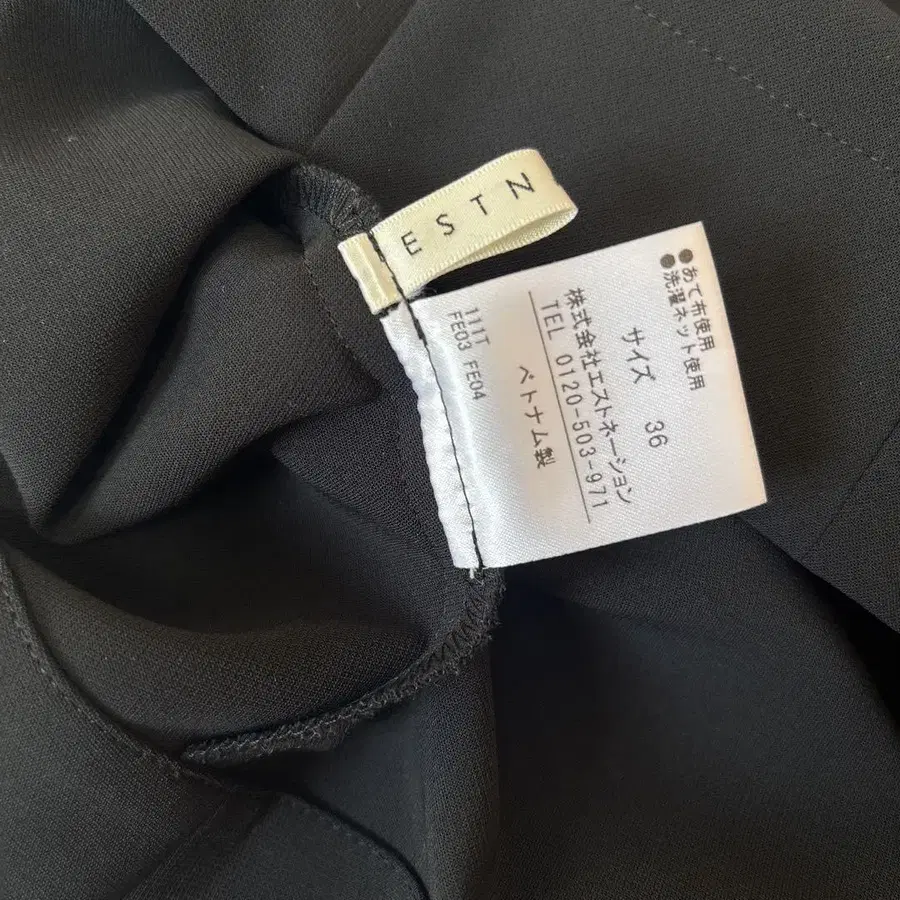 ESTN
●あて布使用
●洗濯ネット使用
サイズ 36
株式会社エストネーション
TEL 0120-503-971
ベトナム製
111T
FE03 FE04